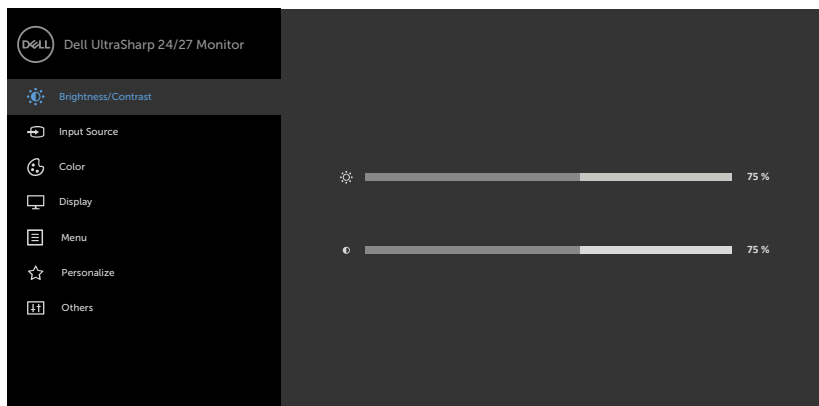 DELL
Dell UltraSharp 24/27 Monitor
Brightness/Contrast
Input Source
Color
Display
Menu
Personalize
Others
75 %
75 %